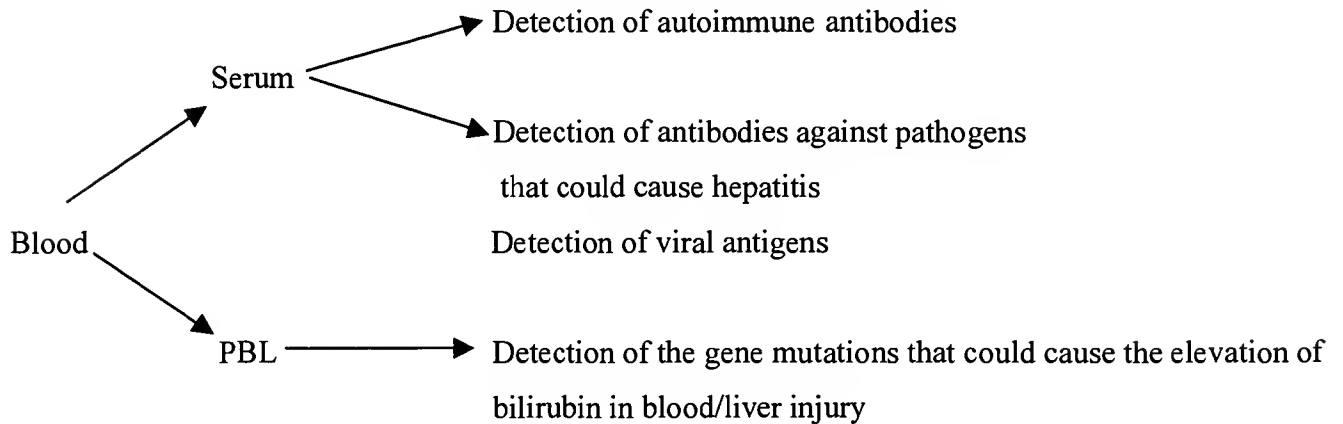 Detection of autoimmune antibodies
Serum
Detection of antibodies against pathogens
that could cause hepatitis
Blood
Detection of viral antigens
PBL
Detection of the gene mutations that could cause the elevation of
bilirubin in blood/liver injury